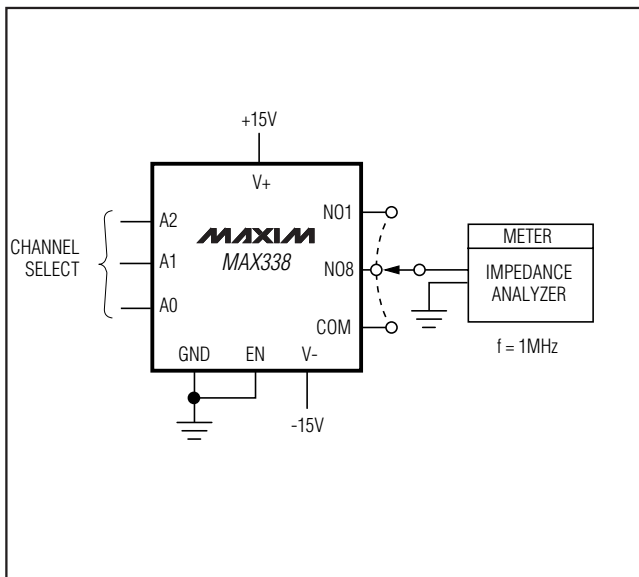 +15V
V+
A2
NO1
CHANNEL
SELECT
MAXIM
MAX338
A1
NO8
A0
COM
GND
EN
V-
-15V
METER
IMPEDANCE
ANALYZER
f = 1MHz